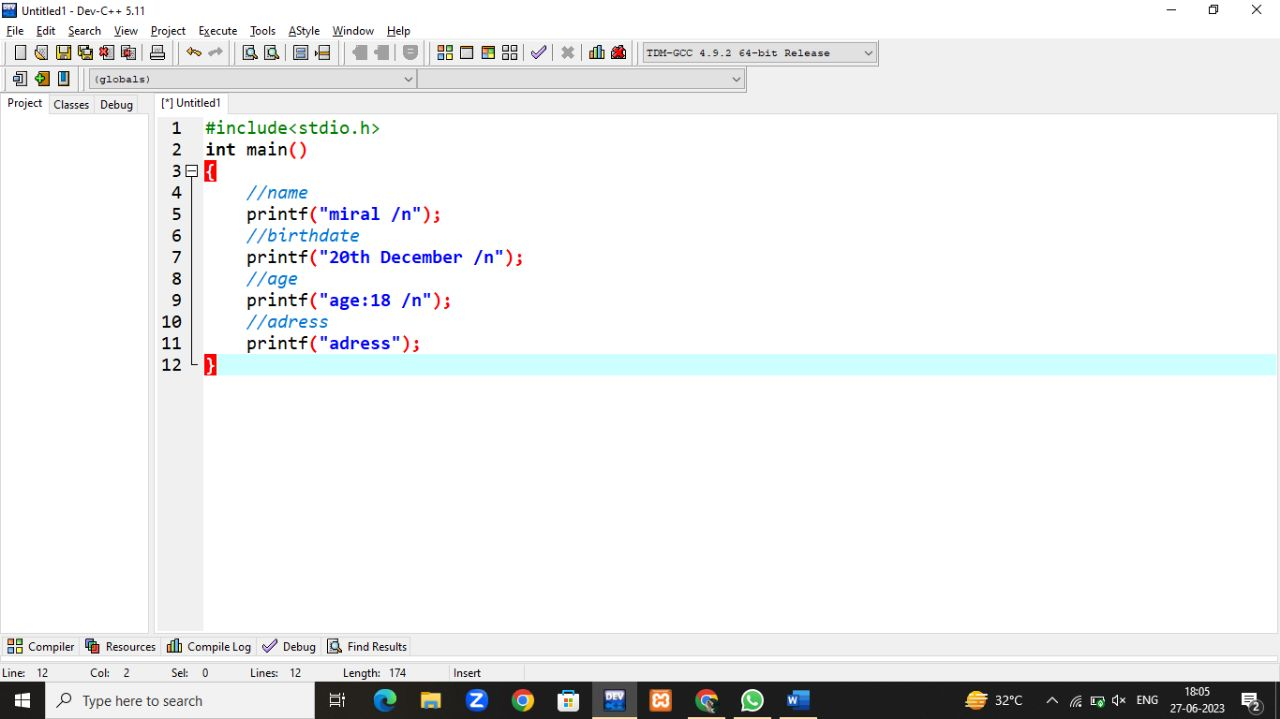 Untitled1 - Dev-C++ 5.11
File Edit Search View Project Execute Tools AStyle Window Help
TDM-GCC 4.9.2 64-bit Release
(globals)
Project Classes Debug [*] Untitled1
1 #include<stdio.h>
2 int main()
3 {
4 //name
5 printf("miral /n");
6 //birthdate
7 printf("20th December /n");
8 //age
9 printf("age:18 /n");
10 //adress
11 printf("adress");
12 }
Compiler Resources Compile Log Debug Find Results
Line: 12 Col: 2 Sel: 0 Lines: 12 Length: 174 Insert
Type here to search
DEV
W
32°C
ENG
18:05
27-06-2023
2